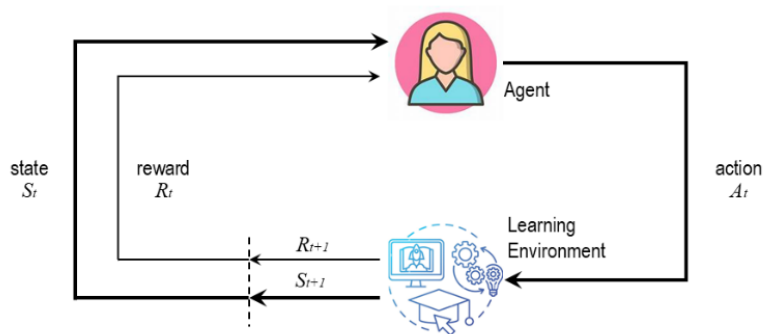 Agent
state
St
reward
Rt
action
At
Learning
Environment
Rt+1
St+1